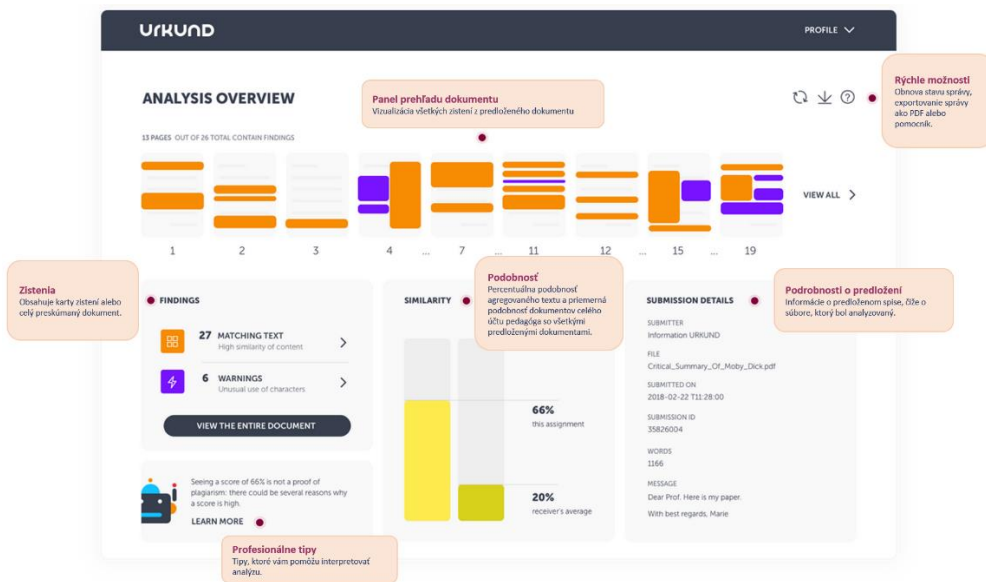 URKUND
PROFILE
ANALYSIS OVERVIEW
Panel prehľadu dokumentu
Vizualizácia všetkých zistení z predloženého dokumentu
Rýchle možnosti
Obnova stavu správy,
exportovanie správy
ako PDF alebo
pomocník.
13 PAGES OUT OF 26 TOTAL CONTAIN FINDINGS
VIEW ALL
1 2 3 4 ... 7 ... 11 12 ... 15 ... 19
Zistenia
Obsahuje karty zistení alebo
celý preskúmaný dokument.
FINDINGS
27 MATCHING TEXT
High similarity of content
6 WARNINGS
Unusual use of characters
VIEW THE ENTIRE DOCUMENT
Seeing a score of 66% is not a proof of
plagiarism: there could be several reasons why
a score is high.
LEARN MORE
Profesionálne tipy
Tipy, ktoré vám pomôžu interpretovať
analýzu.
SIMILARITY
Podobnosť
Percentuálna podobnosť
agregovaného textu a priemerná
podobnosť dokumentov celého
účtu pedagóga so všetkými
predloženými dokumentami.
66%
this assignment
20%
receiver's average
Podrobnosti o predložení
Informácie o predloženom spise, čiže o
súbore, ktorý bol analyzovaný.
SUBMISSION DETAILS
SUBMITTER
Information URKUND
FILE
Critical_Summary_Of_Moby_Dick.pdf
SUBMITTED ON
2018-02-22 T11:28:00
SUBMISSION ID
35826004
WORDS
1166
MESSAGE
Dear Prof. Here is my paper.
With best regards, Marie